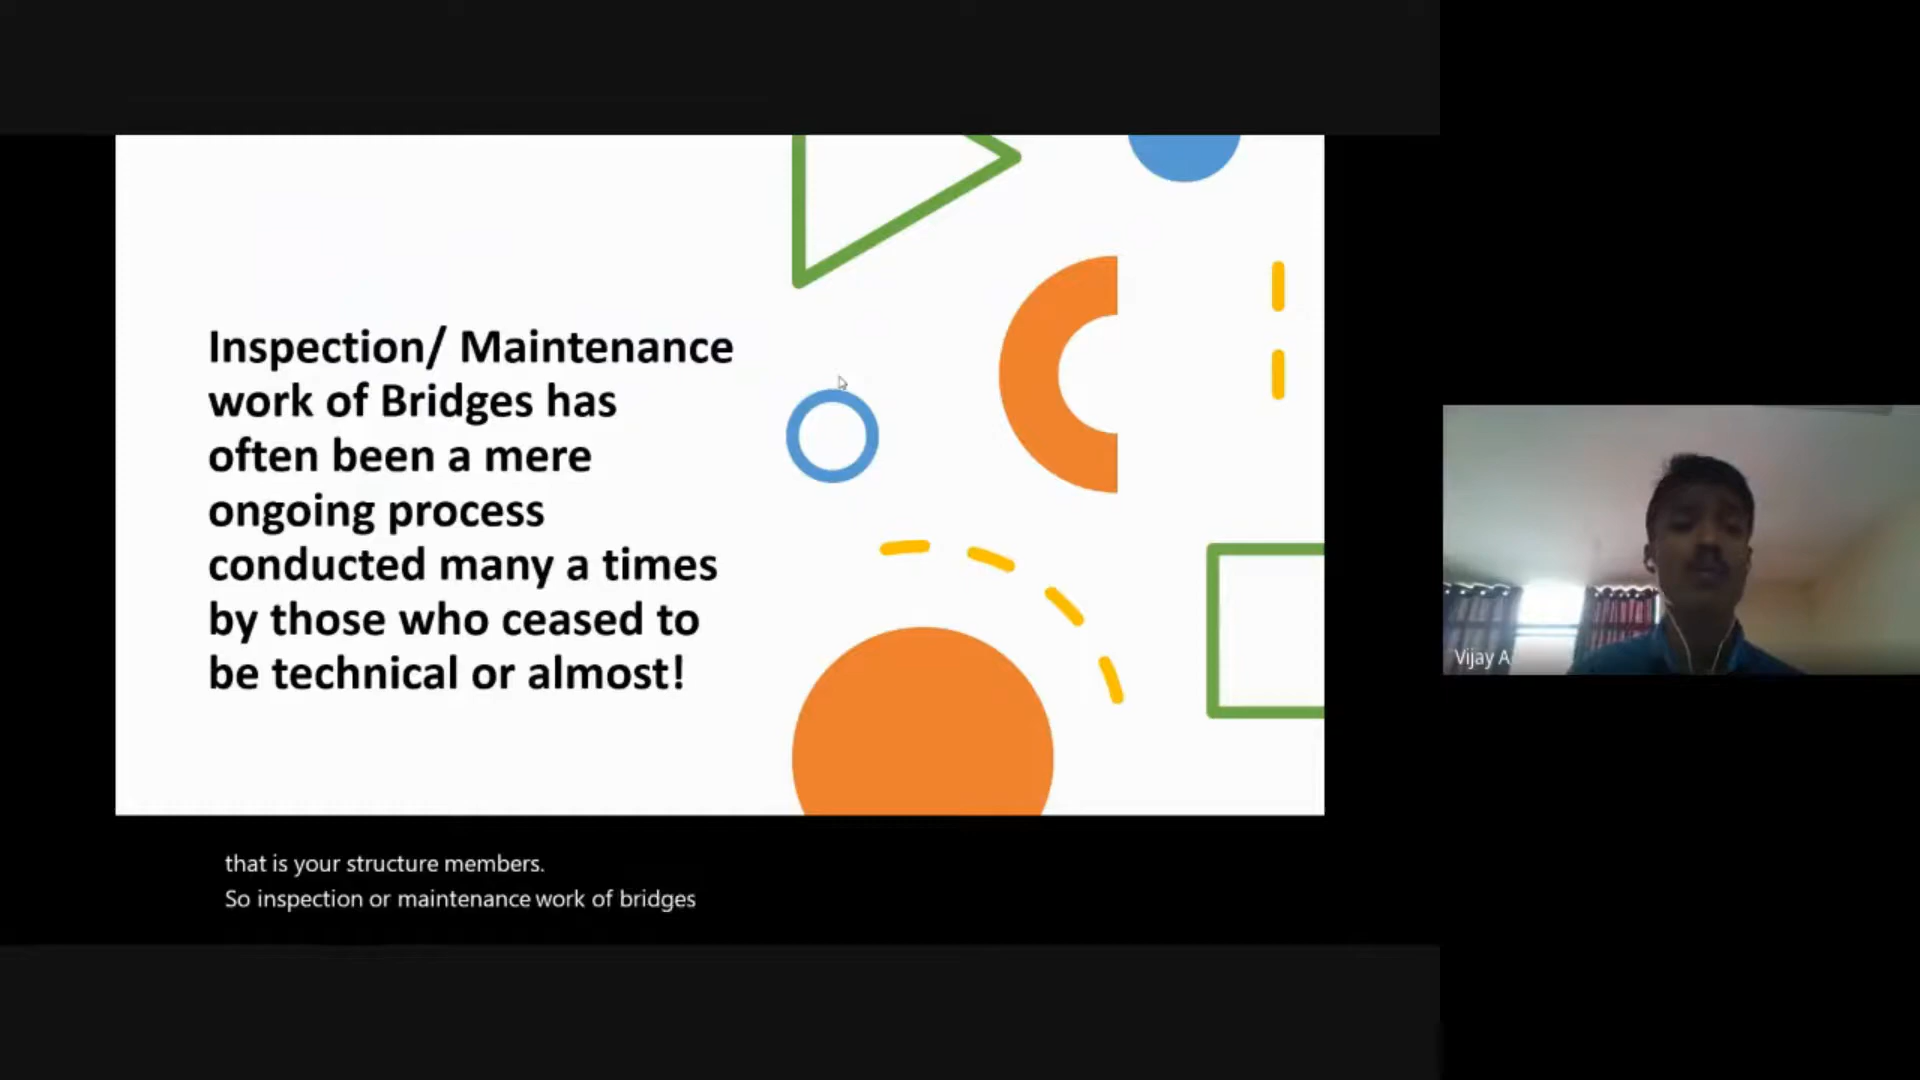 Inspection/ Maintenance
work of Bridges has
often been a mere
ongoing process
conducted many a times
by those who ceased to
be technical or almost!
that is your structure members.
So inspection or maintenance work of bridges
Vijay A